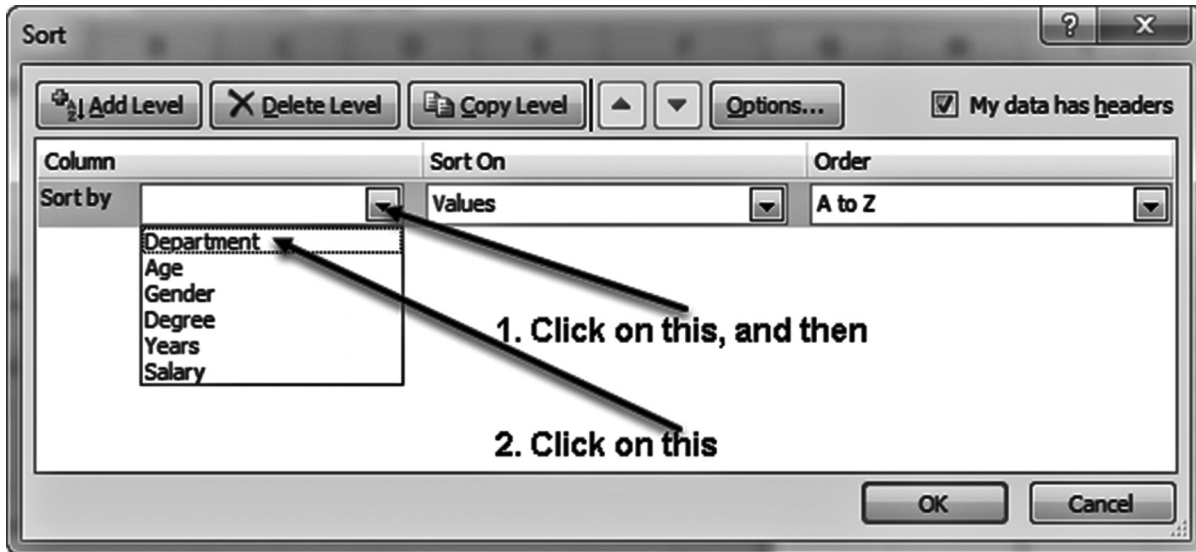 Sort
Add Level Delete Level Copy Level Options... My data has headers
Column Sort On Order
Sort by Values A to Z
Department
Age
Gender
Degree
Years
Salary
1. Click on this, and then
2. Click on this
OK Cancel